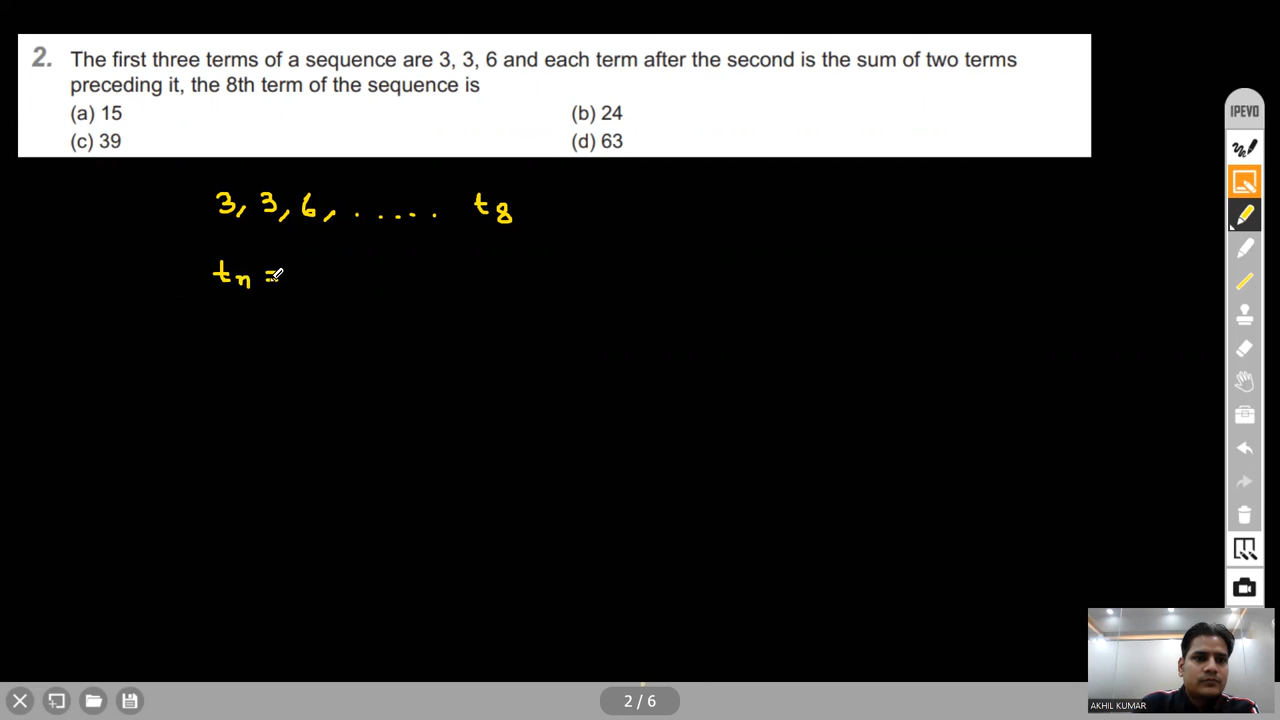 2. The first three terms of a sequence are 3, 3, 6 and each term after the second is the sum of two terms
preceding it, the 8th term of the sequence is
(a) 15 (b) 24
(c) 39 (d) 63
3, 3, 6, ..... t8
tn =
IPEVO
AKHIL KUMAR
2 / 6